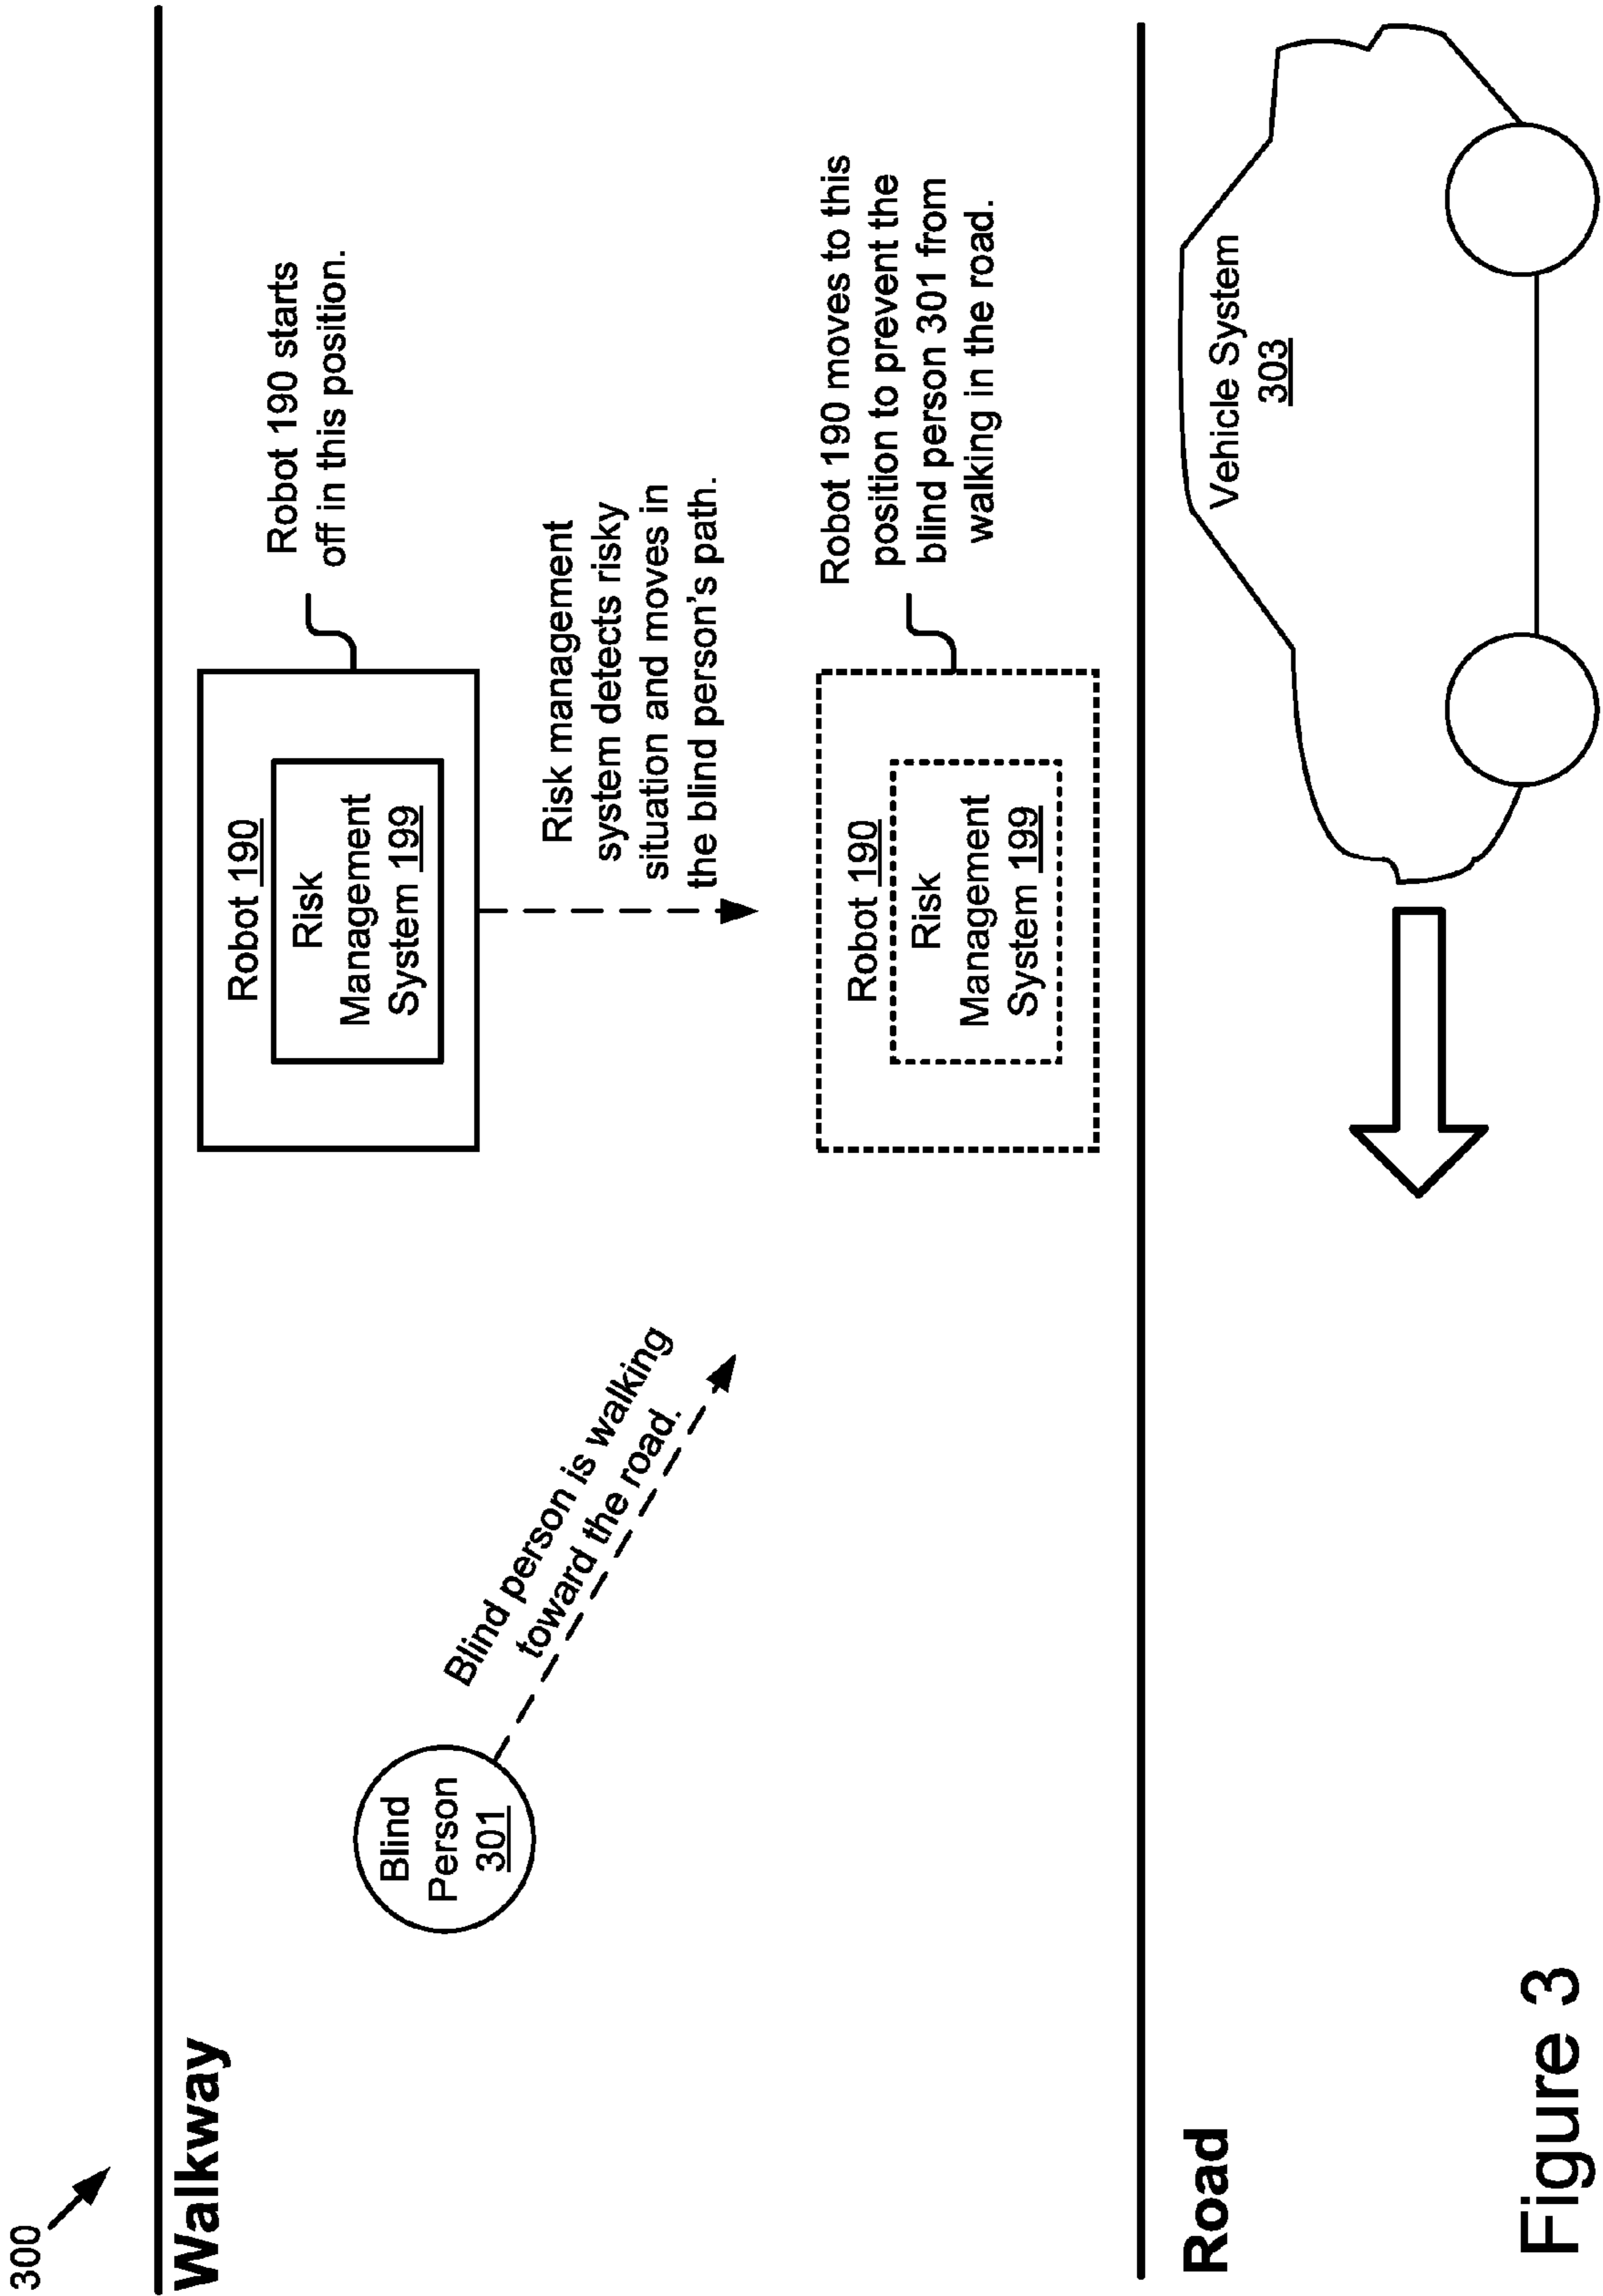 300
Walkway
Robot 190
Risk
Management
System 199
Robot 190 starts
off in this position.
Blind
Person
301
Blind person is walking
toward the road.
Risk management
system detects risky
situation and moves in
the blind person's path.
Robot 190
Risk
Management
System 199
Robot 190 moves to this
position to prevent the
blind person 301 from
walking in the road.
Road
Vehicle System
303
Figure 3